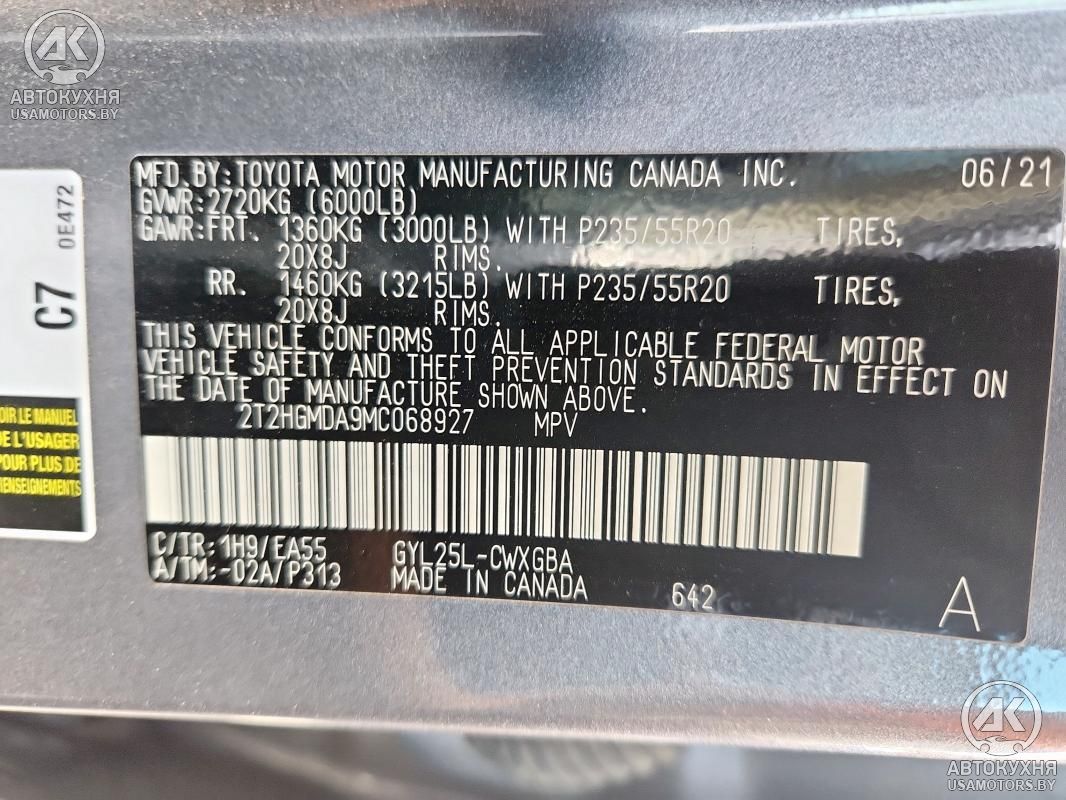 AK
АВТОКУХНЯ
USAMOTORS.BY
MFD.BY:TOYOTA MOTOR MANUFACTURING CANADA INC. 06/21
GVWR:2720KG (6000LB)
GAWR:FRT. 1360KG (3000LB) WITH P235/55R20 TIRES,
20X8J RIMS.
RR. 1460KG (3215LB) WITH P235/55R20 TIRES,
20X8J RIMS.
THIS VEHICLE CONFORMS TO ALL APPLICABLE FEDERAL MOTOR
VEHICLE SAFETY AND THEFT PREVENTION STANDARDS IN EFFECT ON
THE DATE OF MANUFACTURE SHOWN ABOVE.
2T2HGMDA9MC068927 MPV
C/TR:1H9/EA55 GYL25L-CWXGBA
A/TM:-02A/P313 MADE IN CANADA 642 A
C7
0E472
OIR LE MANUEL
DE L'USAGER
POUR PLUS DE
RENSEIGNEMENTS
AK
АВТОКУХНЯ
USAMOTORS.BY